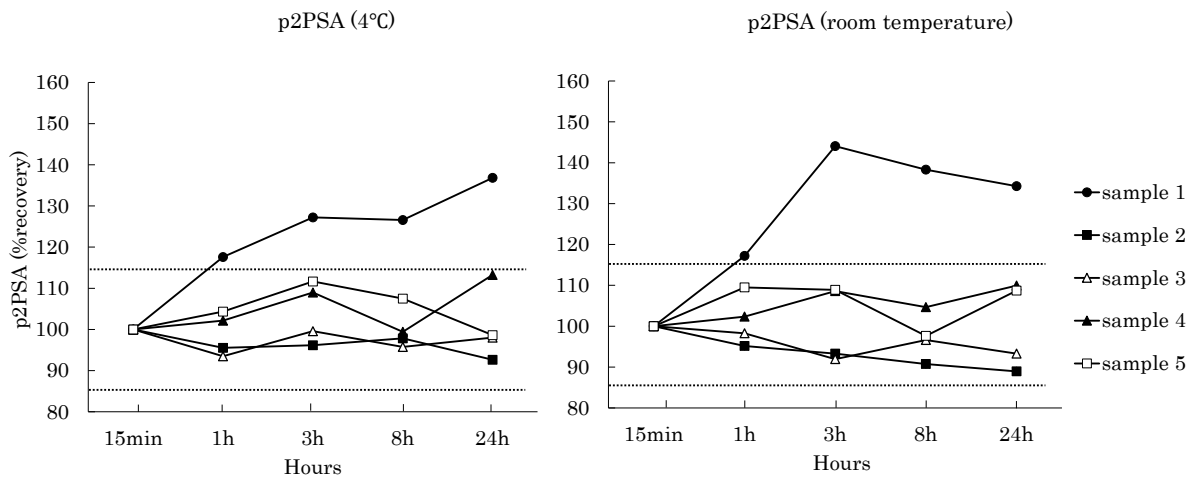 p2PSA (4℃)
p2PSA (%recovery)
160
150
140
130
120
110
100
90
80
15min 1h 3h 8h 24h
Hours
p2PSA (room temperature)
160
150
140
130
120
110
100
90
80
15min 1h 3h 8h 24h
Hours
sample 1
sample 2
sample 3
sample 4
sample 5